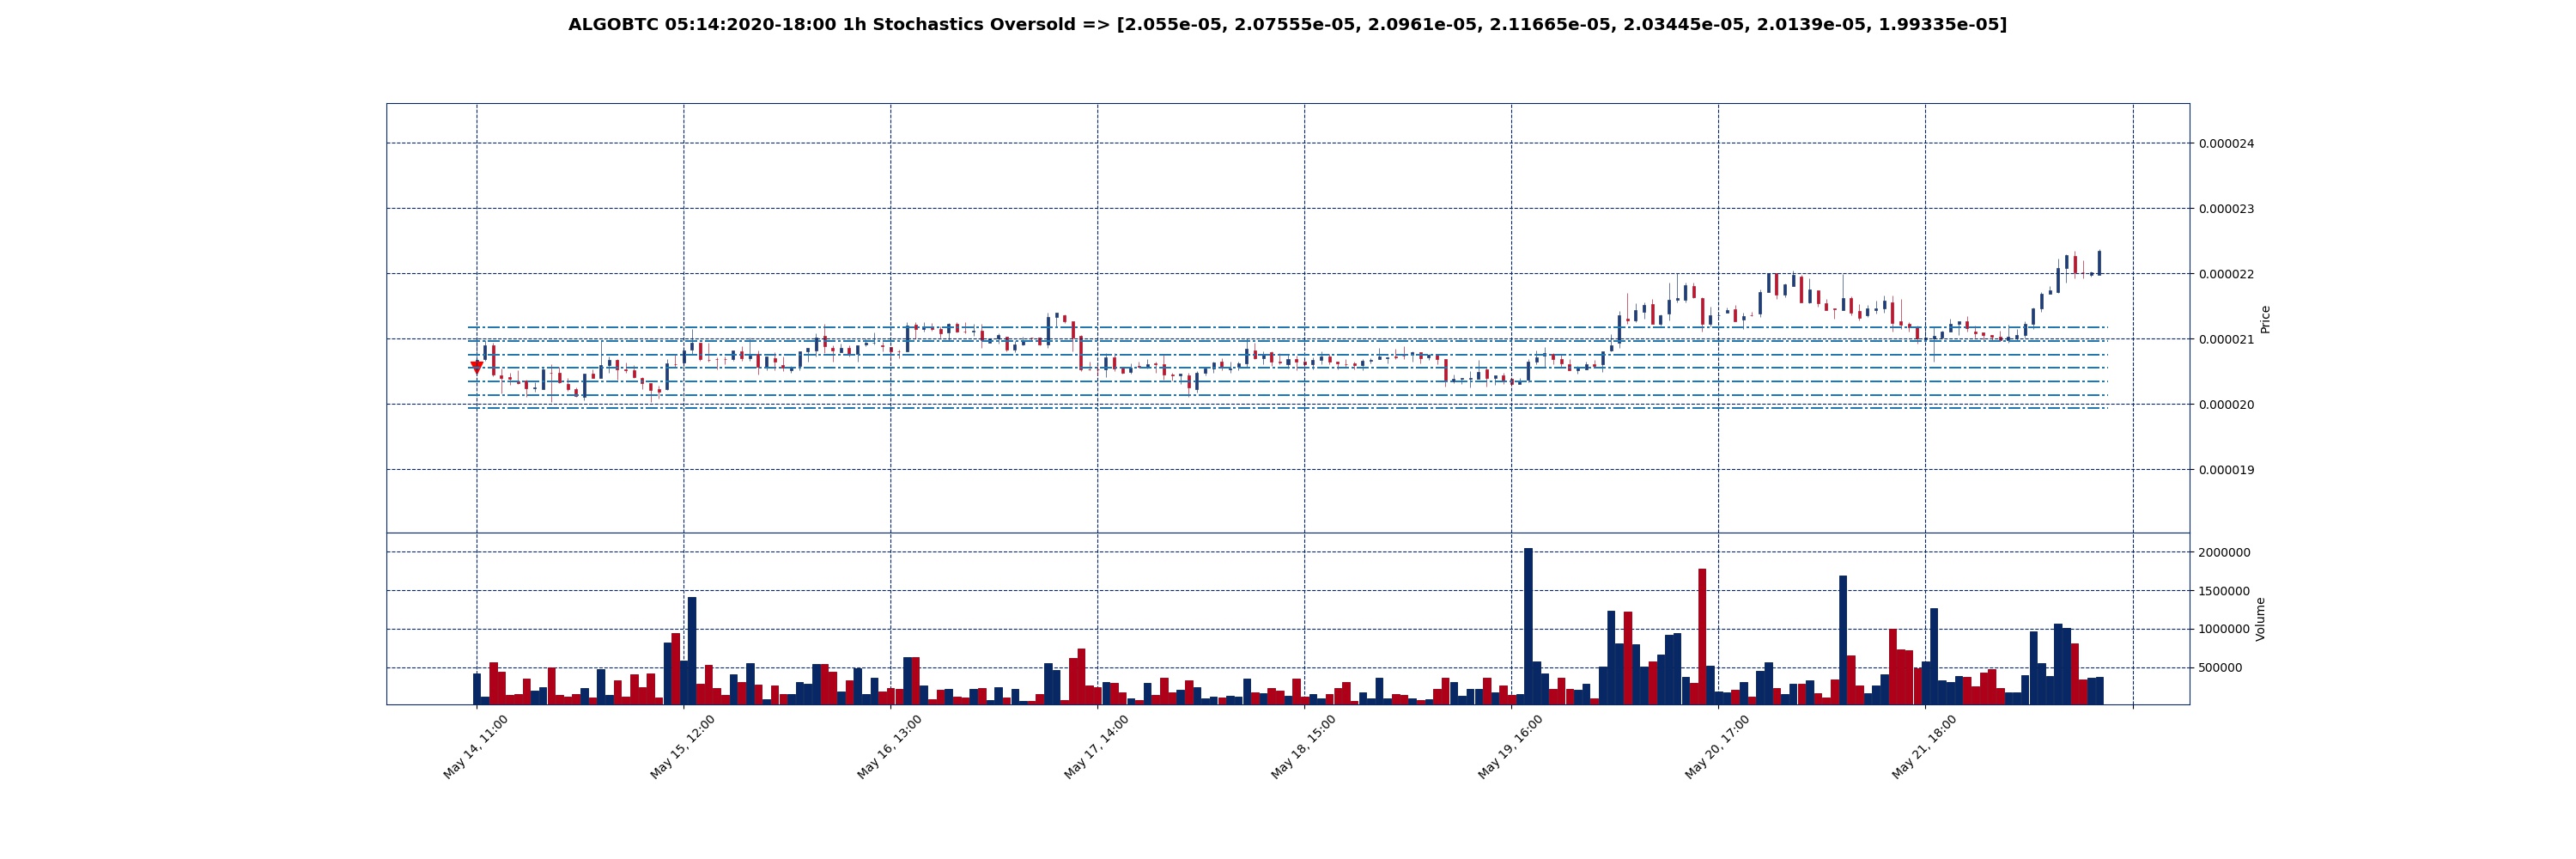 ALGOBTC 05:14:2020-18:00 1h Stochastics Oversold => [2.055e-05, 2.07555e-05, 2.0961e-05, 2.11665e-05, 2.03445e-05, 2.0139e-05, 1.99335e-05]
0.000024
0.000023
0.000022
0.000021
0.000020
0.000019
Price
2000000
1500000
1000000
500000
Volume
May 14, 11:00
May 15, 12:00
May 16, 13:00
May 17, 14:00
May 18, 15:00
May 19, 16:00
May 20, 17:00
May 21, 18:00